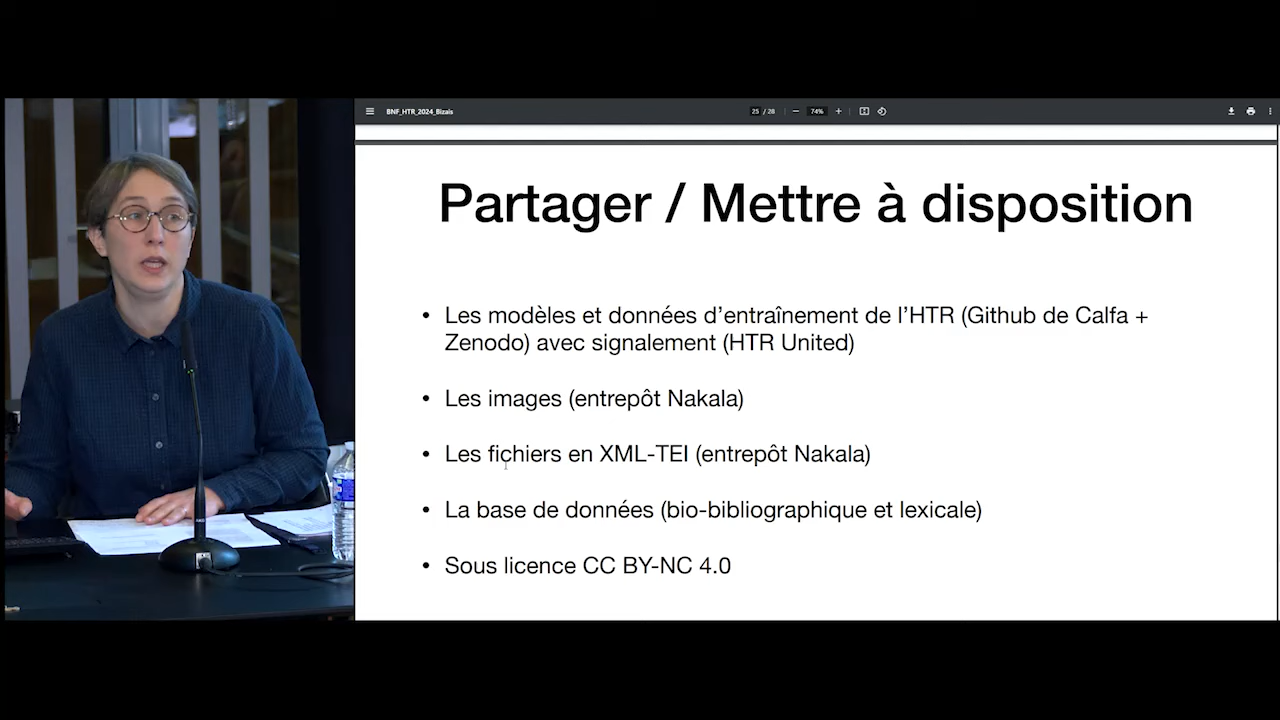 BNF_HTR_2024_Bizais
25 / 28
74%
Partager / Mettre à disposition
• Les modèles et données d’entraînement de l’HTR (Github de Calfa +
Zenodo) avec signalement (HTR United)
• Les images (entrepôt Nakala)
• Les fichiers en XML-TEI (entrepôt Nakala)
• La base de données (bio-bibliographique et lexicale)
• Sous licence CC BY-NC 4.0